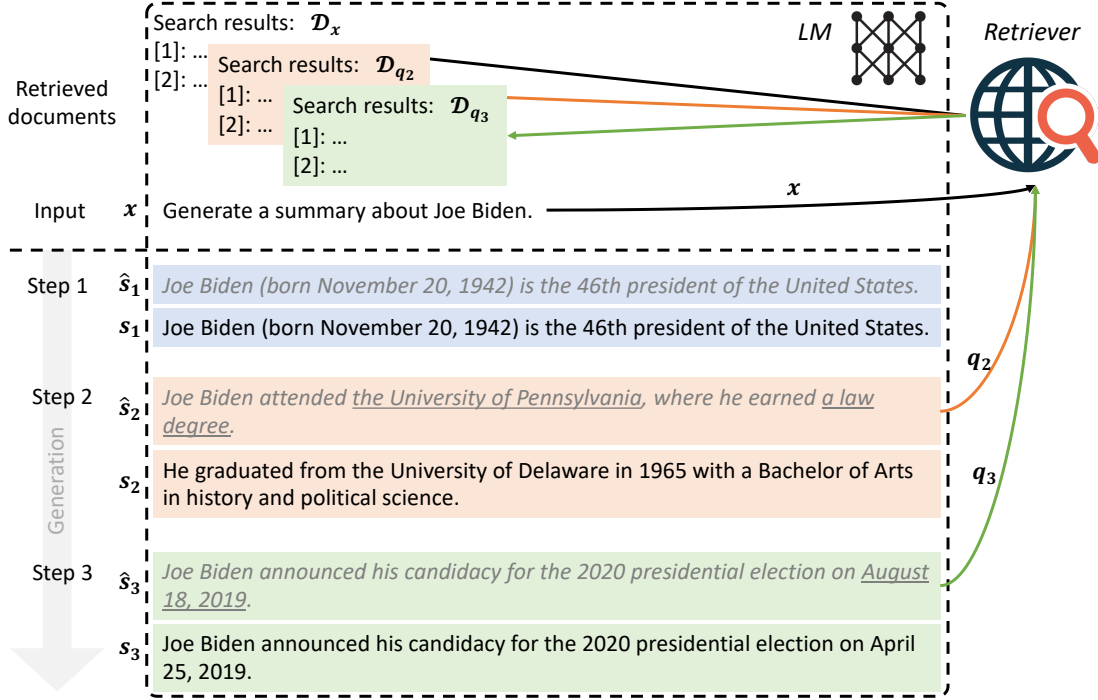 Search results: 𝓓ₓ
[1]: ...
[2]: ...
Search results: 𝓓q₂
[1]: ...
[2]: ...
Search results: 𝓓q₃
[1]: ...
[2]: ...
LM
Retriever
Retrieved
documents
Input
x
Generate a summary about Joe Biden.
x
Step 1
ŝ₁
Joe Biden (born November 20, 1942) is the 46th president of the United States.
s₁
Joe Biden (born November 20, 1942) is the 46th president of the United States.
Step 2
ŝ₂
Joe Biden attended the University of Pennsylvania, where he earned a law
degree.
q₂
s₂
He graduated from the University of Delaware in 1965 with a Bachelor of Arts
in history and political science.
q₃
Generation
Step 3
ŝ₃
Joe Biden announced his candidacy for the 2020 presidential election on August
18, 2019.
s₃
Joe Biden announced his candidacy for the 2020 presidential election on April
25, 2019.